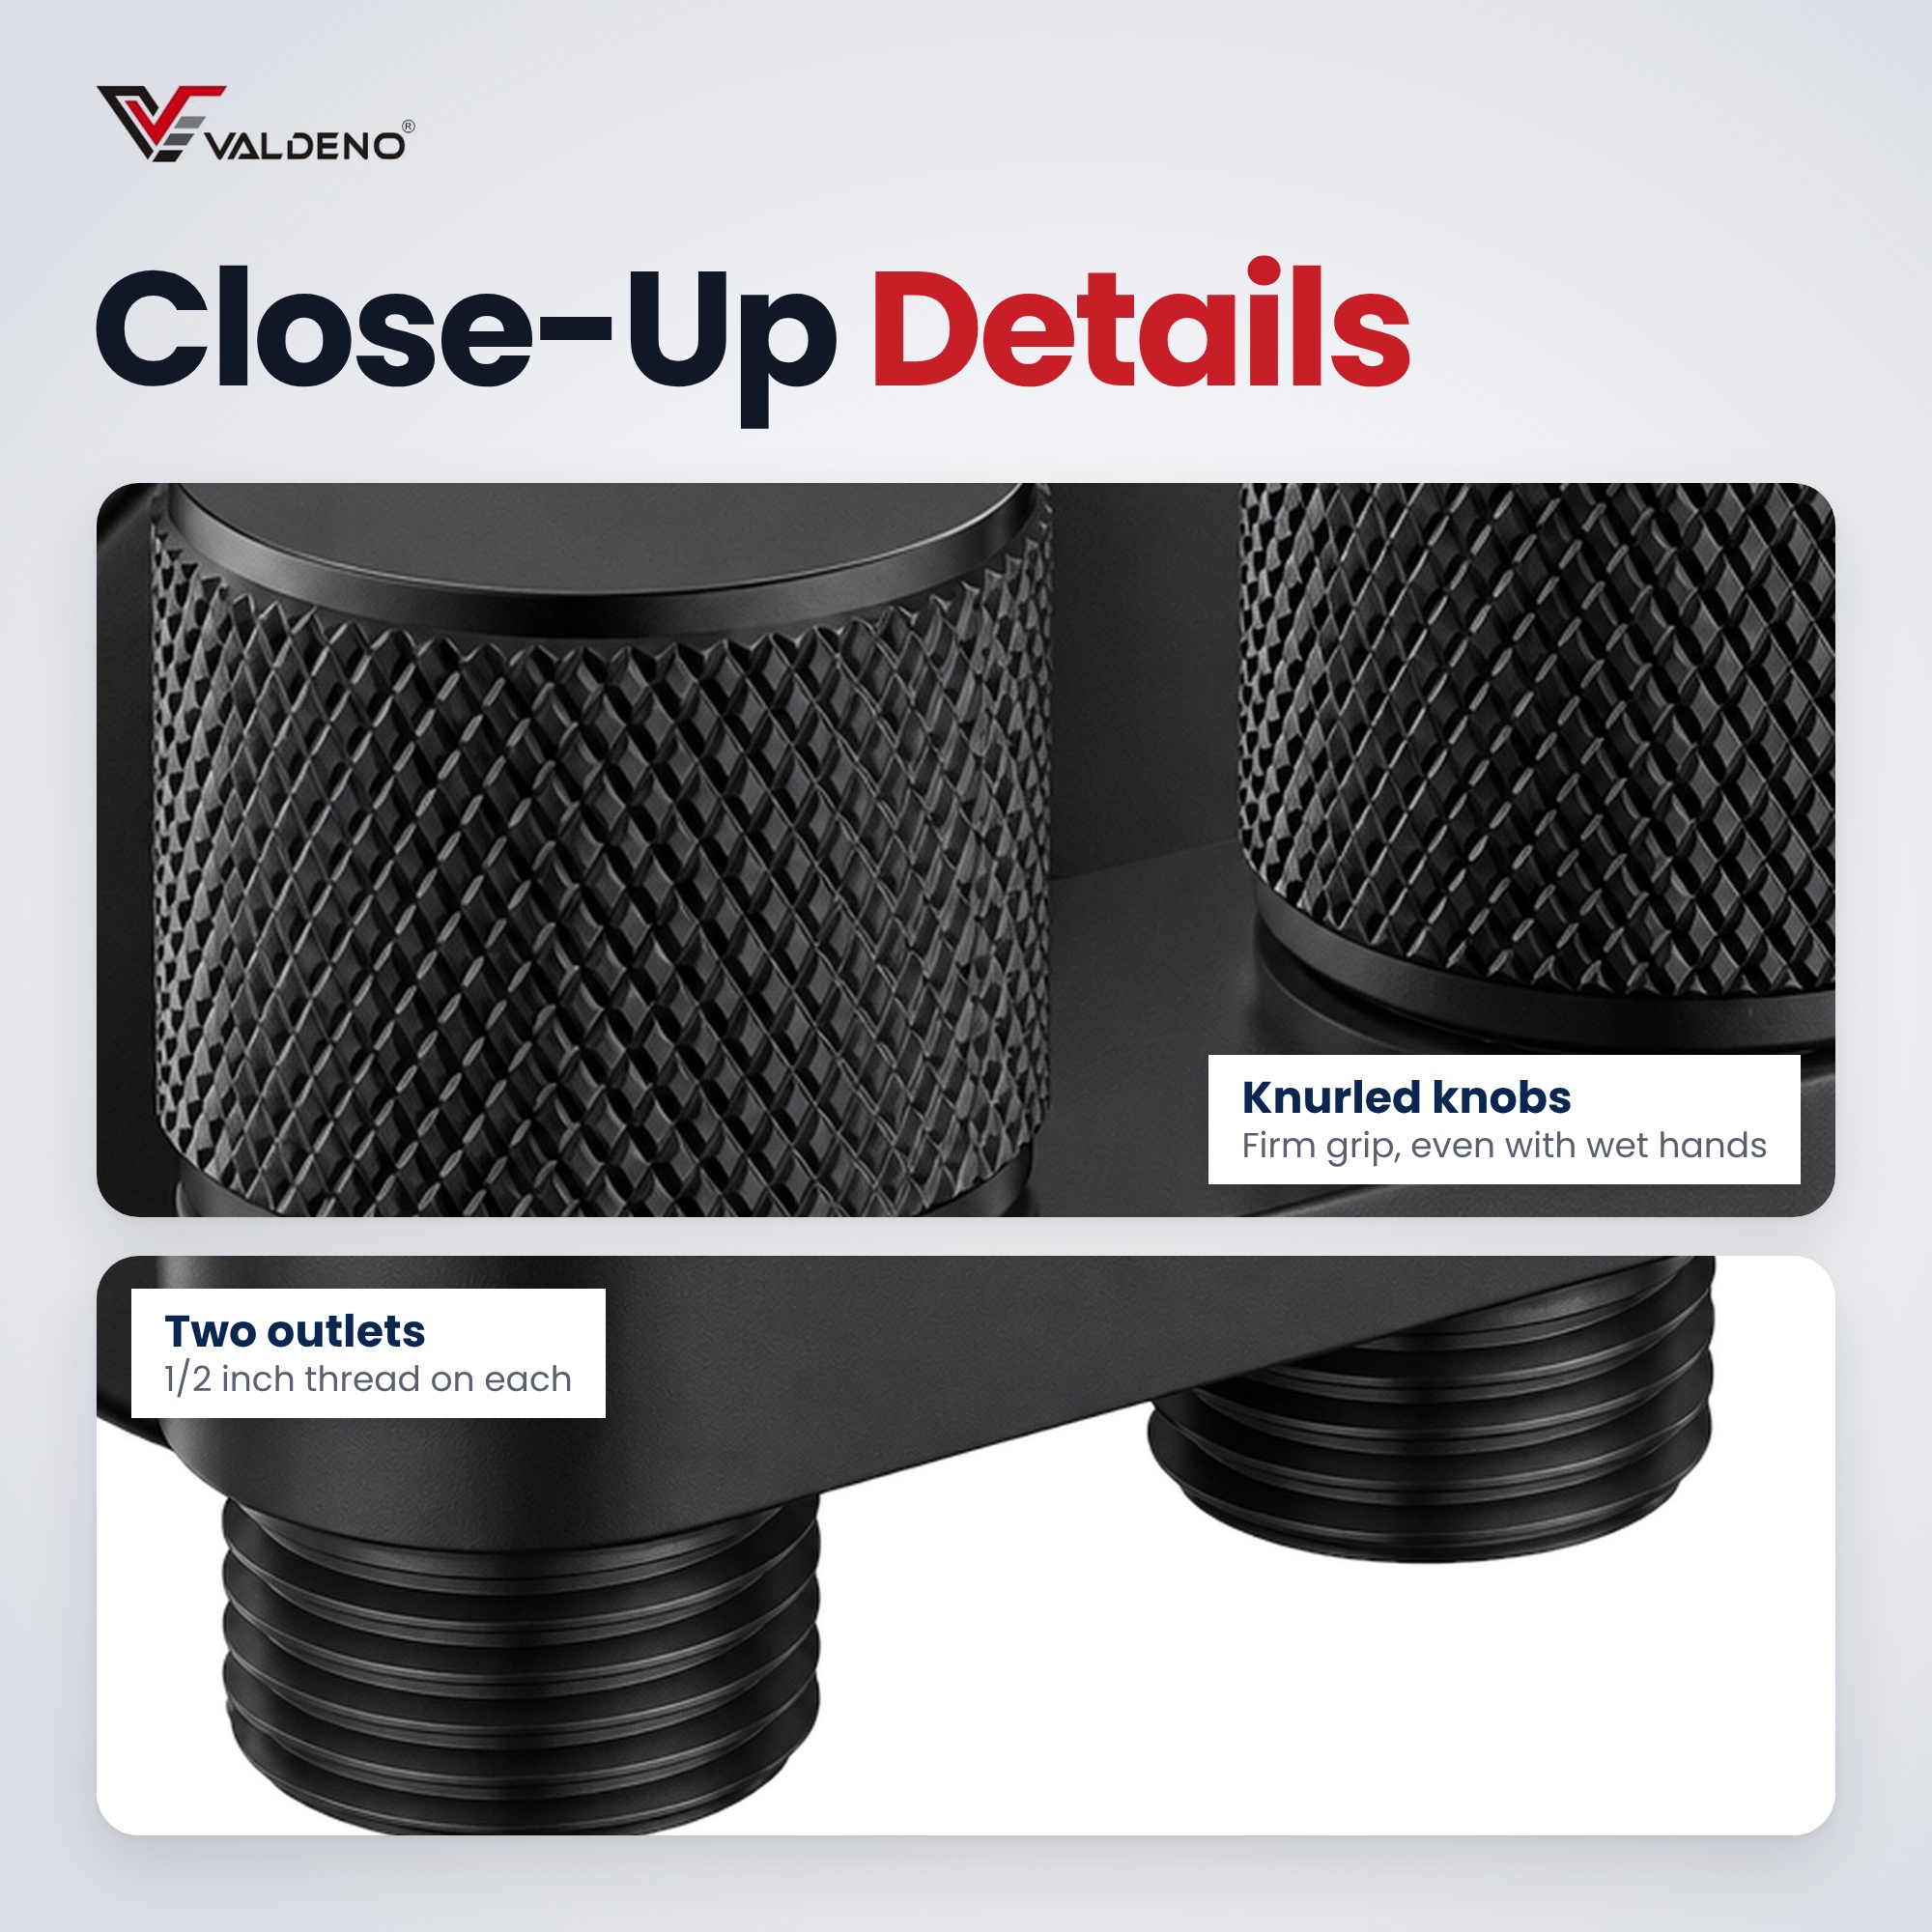 VALDENO®
Close-Up Details
Knurled knobs
Firm grip, even with wet hands
Two outlets
1/2 inch thread on each